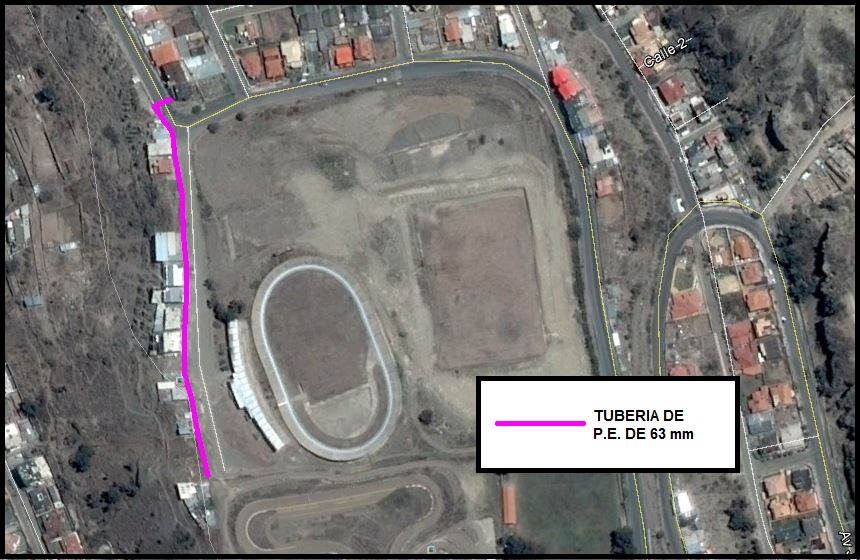 Calle 2
TUBERIA DE
P.E. DE 63 mm